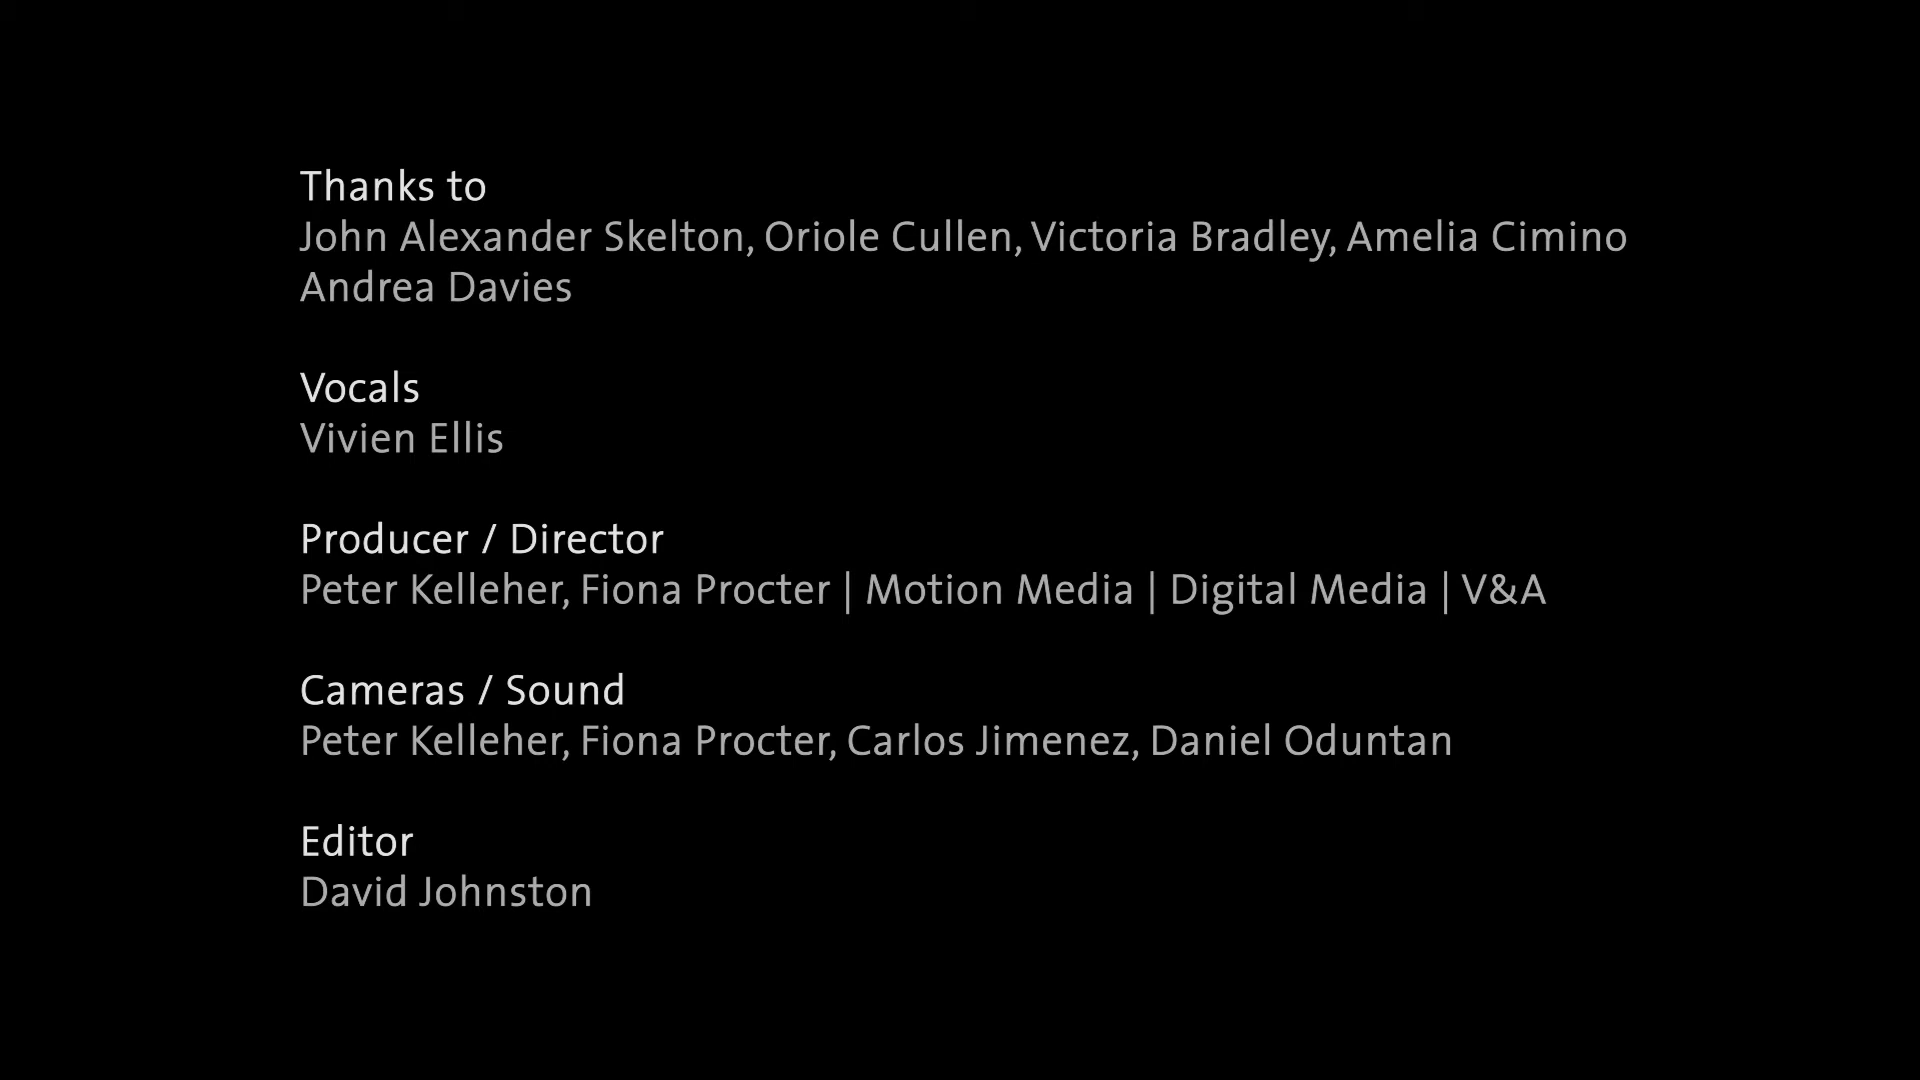 Thanks to
John Alexander Skelton, Oriole Cullen, Victoria Bradley, Amelia Cimino
Andrea Davies
Vocals
Vivien Ellis
Producer / Director
Peter Kelleher, Fiona Procter | Motion Media | Digital Media | V&A
Cameras / Sound
Peter Kelleher, Fiona Procter, Carlos Jimenez, Daniel Oduntan
Editor
David Johnston